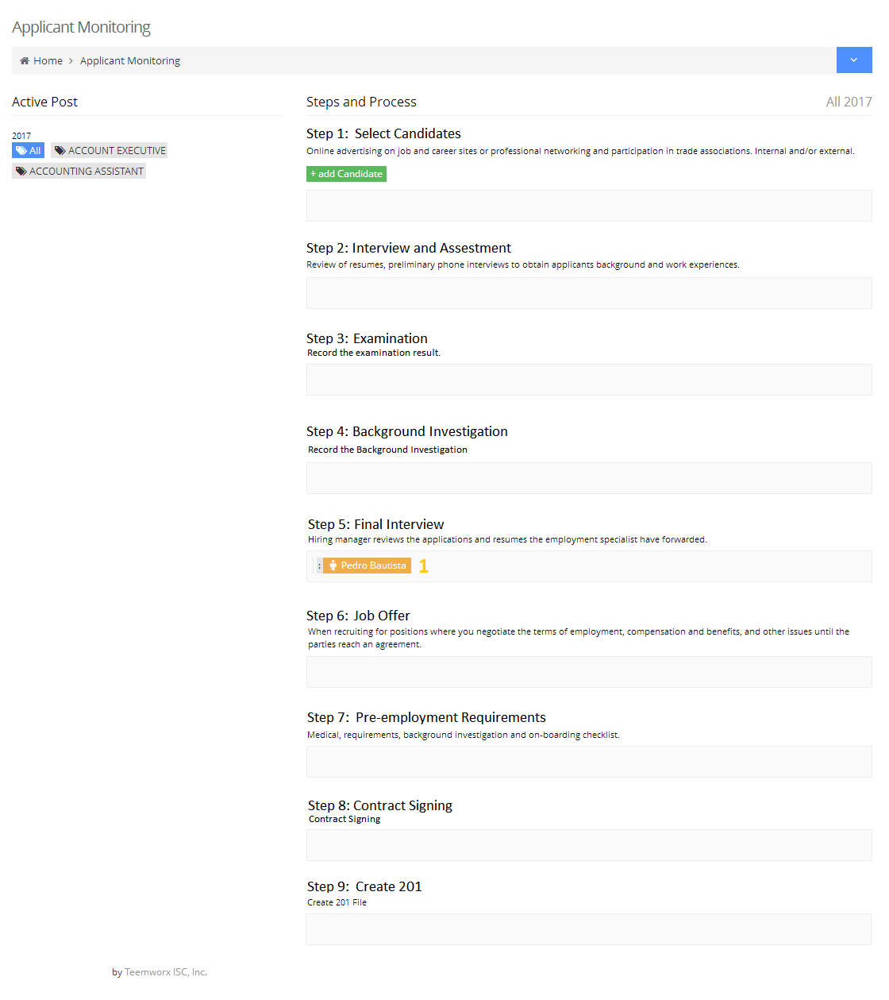 Applicant Monitoring
Home > Applicant Monitoring
Active Post
2017
All ACCOUNT EXECUTIVE
ACCOUNTING ASSISTANT
Steps and Process All 2017
Step 1: Select Candidates
Online advertising on job and career sites or professional networking and participation in trade associations. Internal and/or external.
+ add Candidate
Step 2: Interview and Assestment
Review of resumes, preliminary phone interviews to obtain applicants background and work experiences.
Step 3: Examination
Record the examination result.
Step 4: Background Investigation
Record the Background Investigation
Step 5: Final Interview
Hiring manager reviews the applications and resumes the employment specialist have forwarded.
: Pedro Bautista 1
Step 6: Job Offer
When recruiting for positions where you negotiate the terms of employment, compensation and benefits, and other issues until the
parties reach an agreement.
Step 7: Pre-employment Requirements
Medical, requirements, background investigation and on-boarding checklist.
Step 8: Contract Signing
Contract Signing
Step 9: Create 201
Create 201 File
by Teemworx ISC, Inc.